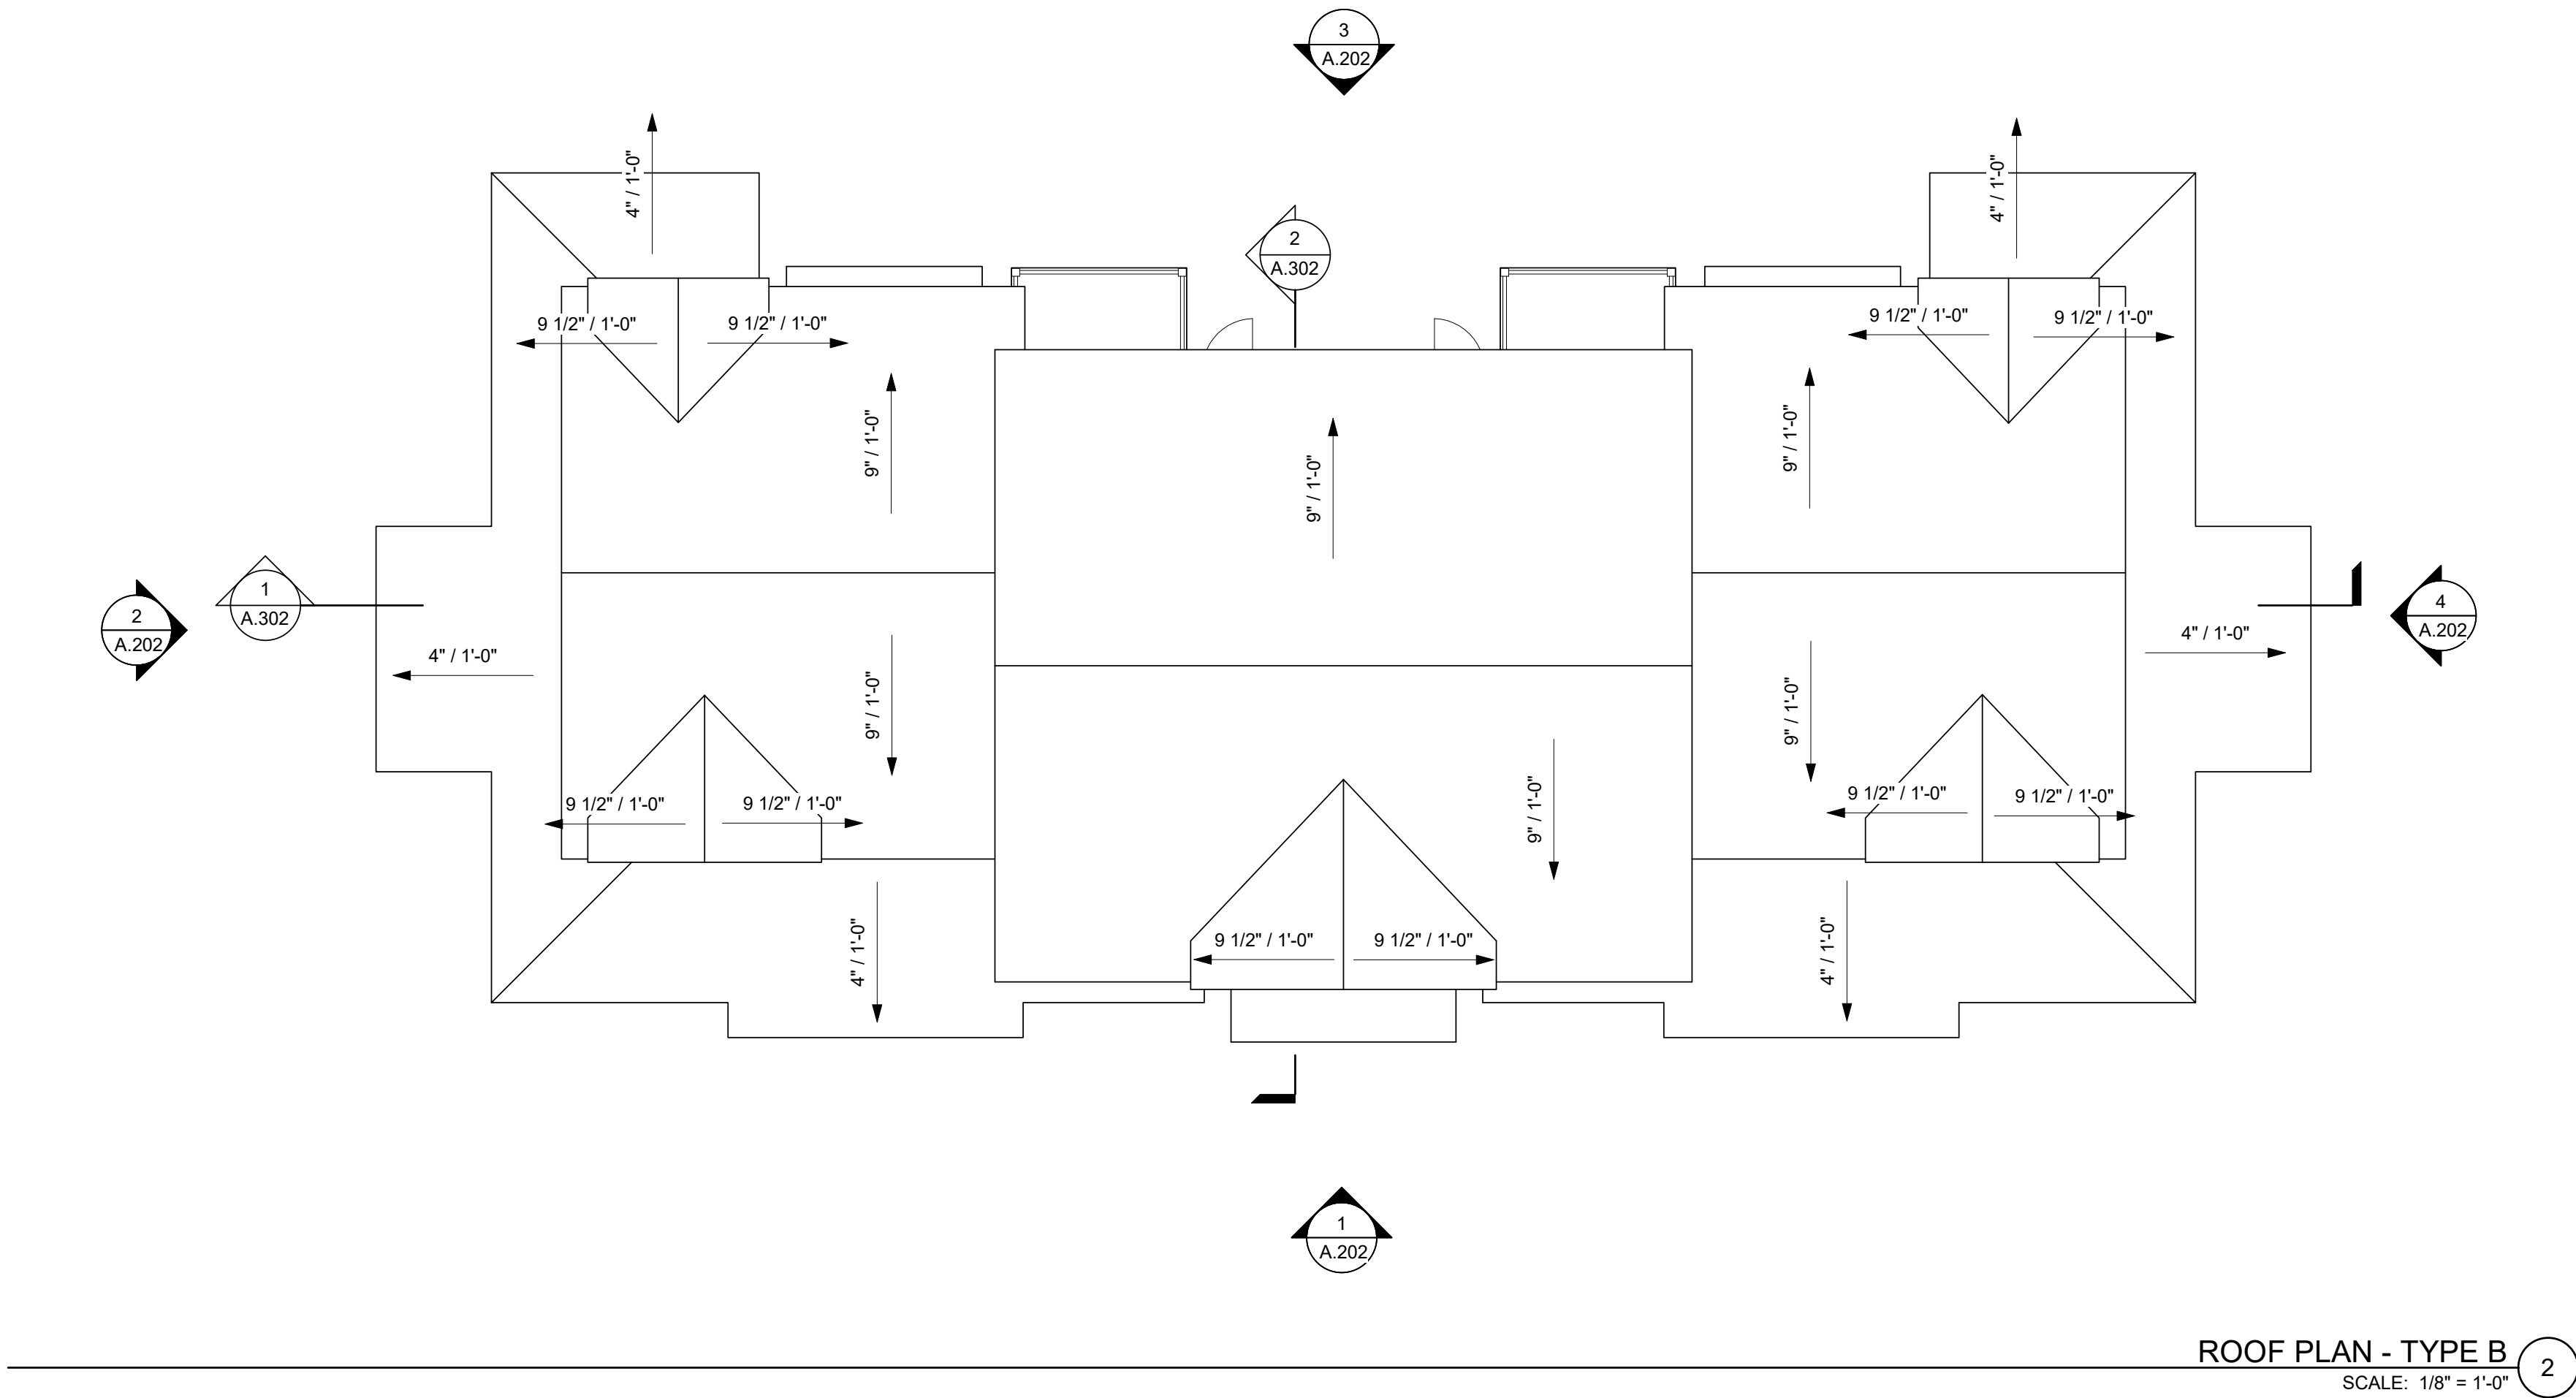 3
A.202
4" / 1'-0"
4" / 1'-0"
2
A.302
9 1/2" / 1'-0"
9 1/2" / 1'-0"
9 1/2" / 1'-0"
9 1/2" / 1'-0"
9" / 1'-0"
9" / 1'-0"
9" / 1'-0"
1
A.302
2
A.202
4
A.202
4" / 1'-0"
4" / 1'-0"
9" / 1'-0"
9" / 1'-0"
9" / 1'-0"
9 1/2" / 1'-0"
9 1/2" / 1'-0"
9 1/2" / 1'-0"
9 1/2" / 1'-0"
9 1/2" / 1'-0"
9 1/2" / 1'-0"
4" / 1'-0"
4" / 1'-0"
1
A.202
ROOF PLAN - TYPE B
2
SCALE: 1/8" = 1'-0"